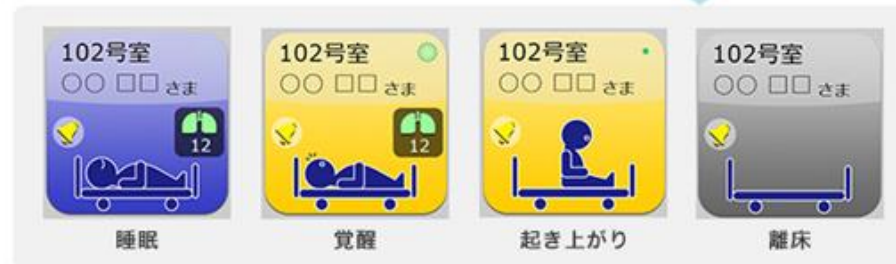 102号室
○○ □□ さま
12
睡眠
102号室
○○ □□ さま
12
覚醒
102号室
○○ □□ さま
起き上がり
102号室
○○ □□ さま
離床